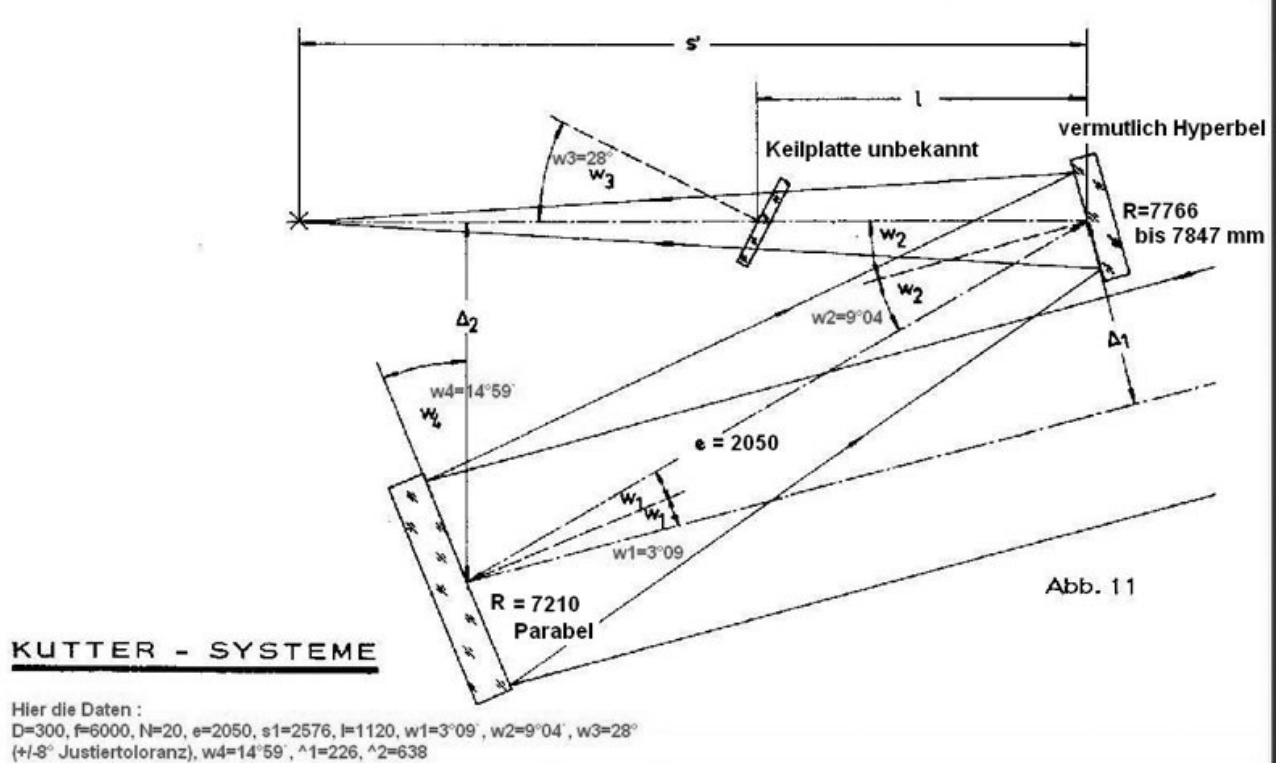 s'
l
vermutlich Hyperbel
Keilplatte unbekannt
w3=28°
w₃
R=7766
bis 7847 mm
w₂
w₂
w2=9°04
Δ₂
Δ₁
w4=14°59'
w₄
e = 2050
w₁
w₁
w1=3°09
Abb. 11
R = 7210
Parabel
KUTTER - SYSTEME
Hier die Daten :
D=300, f=6000, N=20, e=2050, s1=2576, l=1120, w1=3°09', w2=9°04', w3=28°
(+/-8° Justiertoloranz), w4=14°59', ^1=226, ^2=638